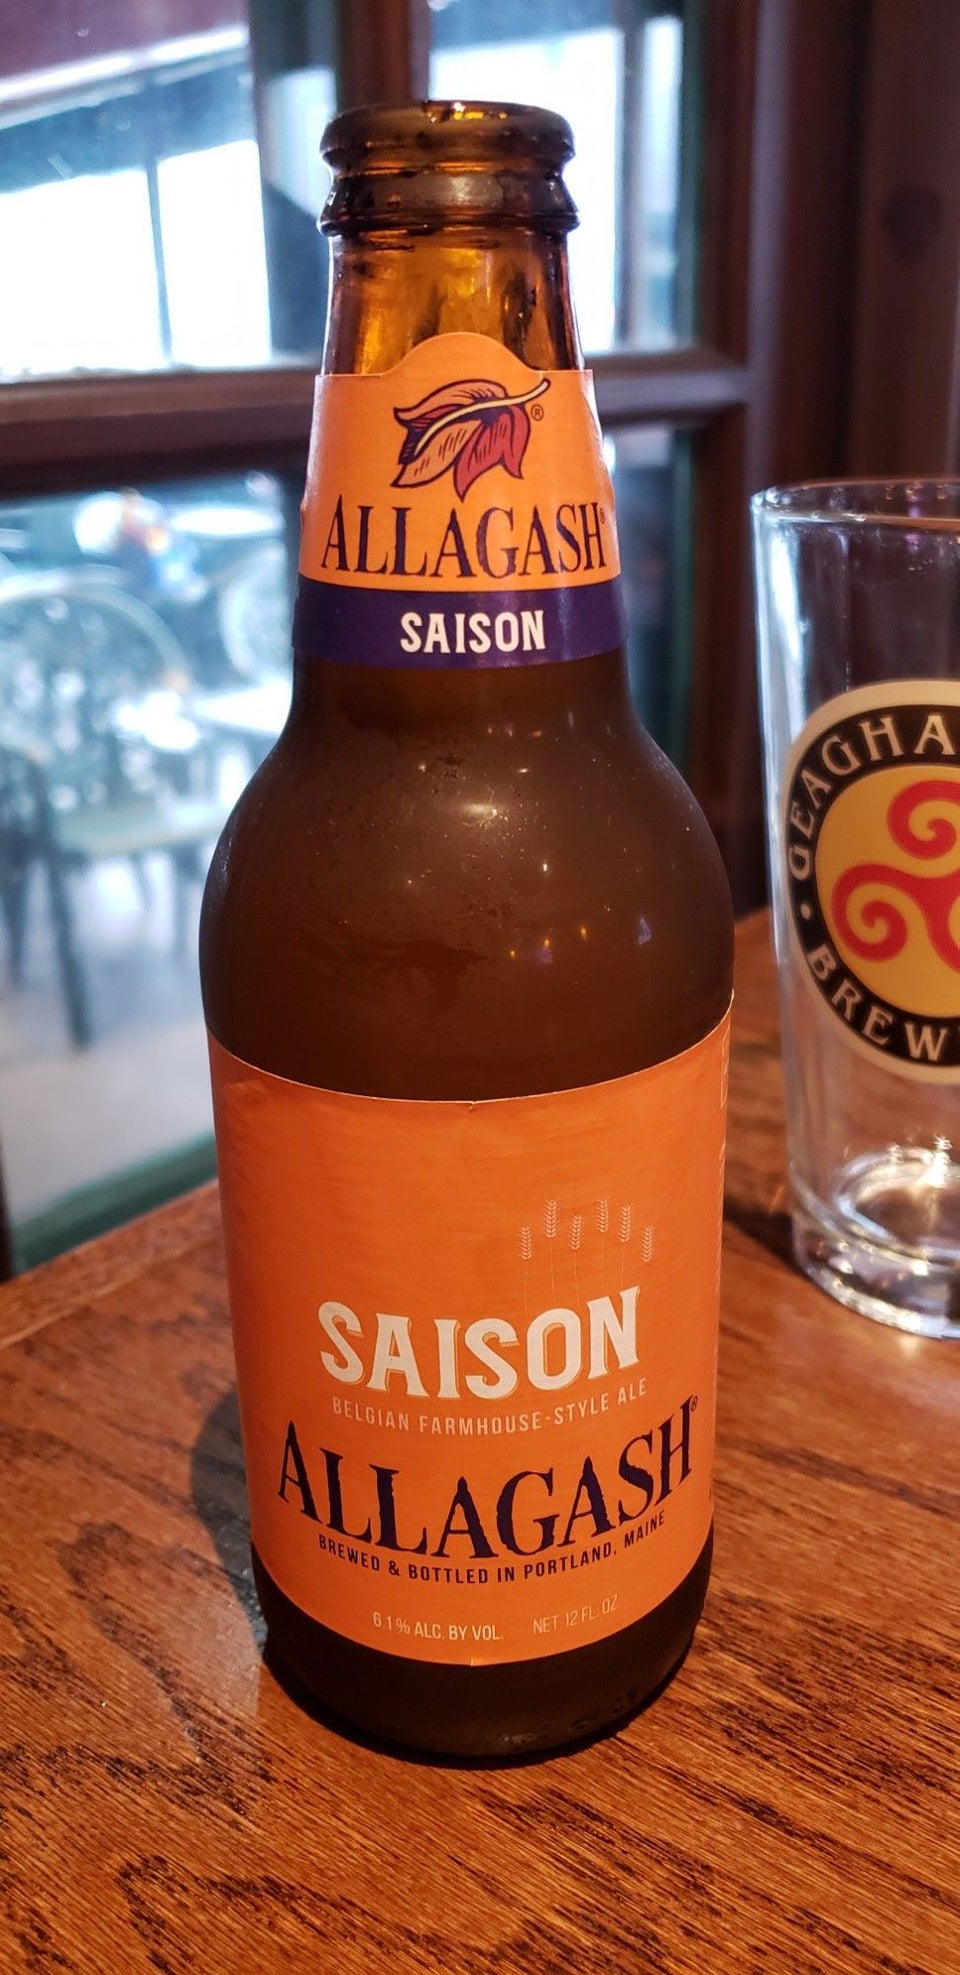 ALLAGASH®
SAISON
GEAGHA
BREW
SAISON
BELGIAN FARMHOUSE-STYLE ALE
ALLAGASH®
BREWED & BOTTLED IN PORTLAND, MAINE
6.1% ALC. BY VOL. NET 12 FL. OZ.